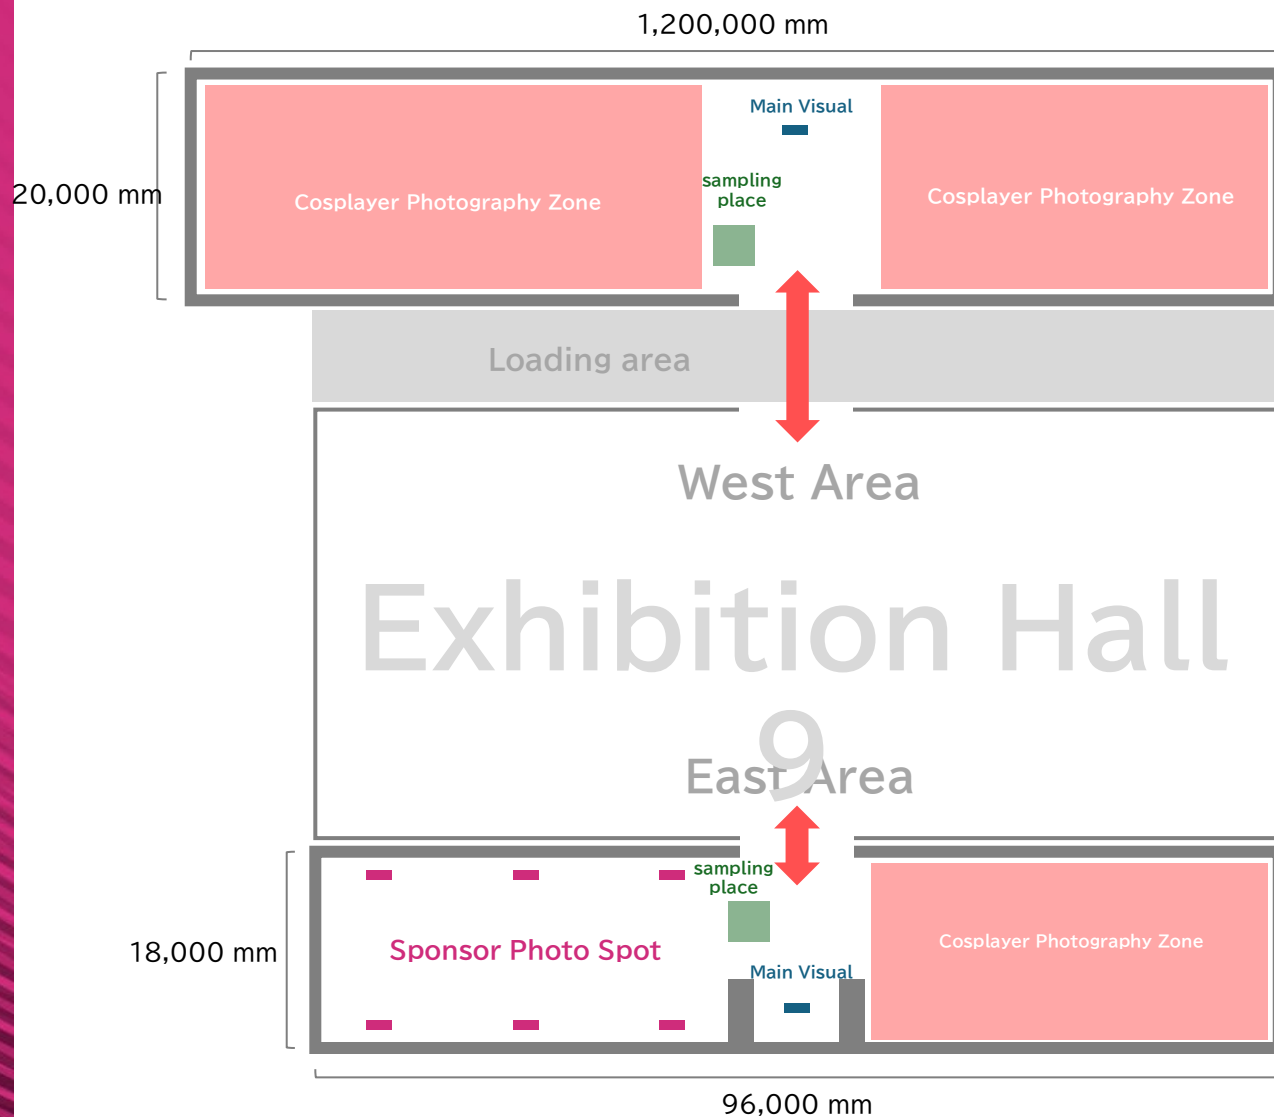 1,200,000 mm
Main Visual
sampling
place
20,000 mm
Cosplayer Photography Zone
Cosplayer Photography Zone
Loading area
West Area
Exhibition Hall
9
East Area
sampling
place
Sponsor Photo Spot
18,000 mm
Cosplayer Photography Zone
Main Visual
96,000 mm